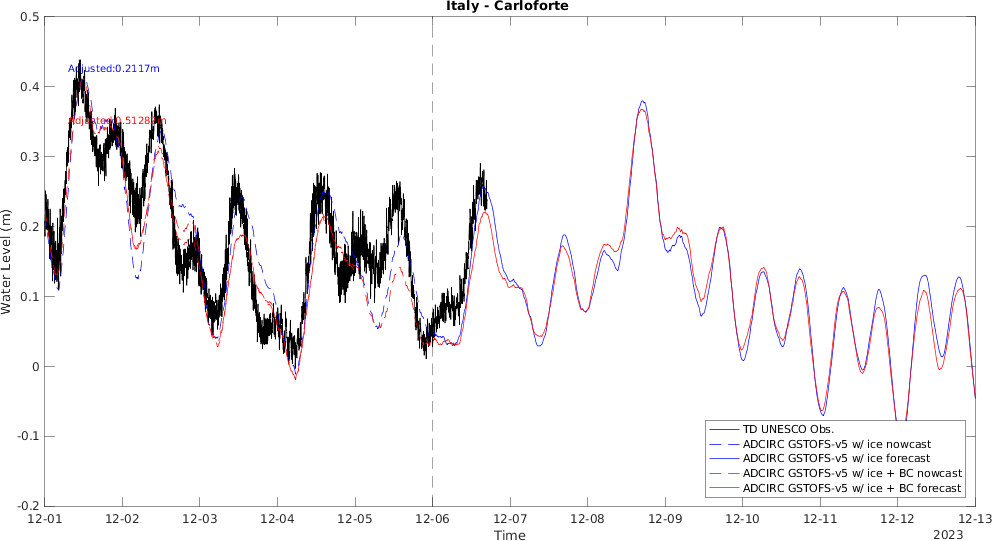 Italy - Carloforte
Water Level (m)
0.5
0.4
0.3
0.2
0.1
0
-0.1
-0.2
Adjusted:0.2117m
12-01
12-02
12-03
12-04
12-05
12-06
12-07
12-08
12-09
12-10
12-11
12-12
12-13
Time
2023
TD UNESCO Obs.
ADCIRC GSTOFS-v5 w/ ice nowcast
ADCIRC GSTOFS-v5 w/ ice forecast
ADCIRC GSTOFS-v5 w/ ice + BC nowcast
ADCIRC GSTOFS-v5 w/ ice + BC forecast